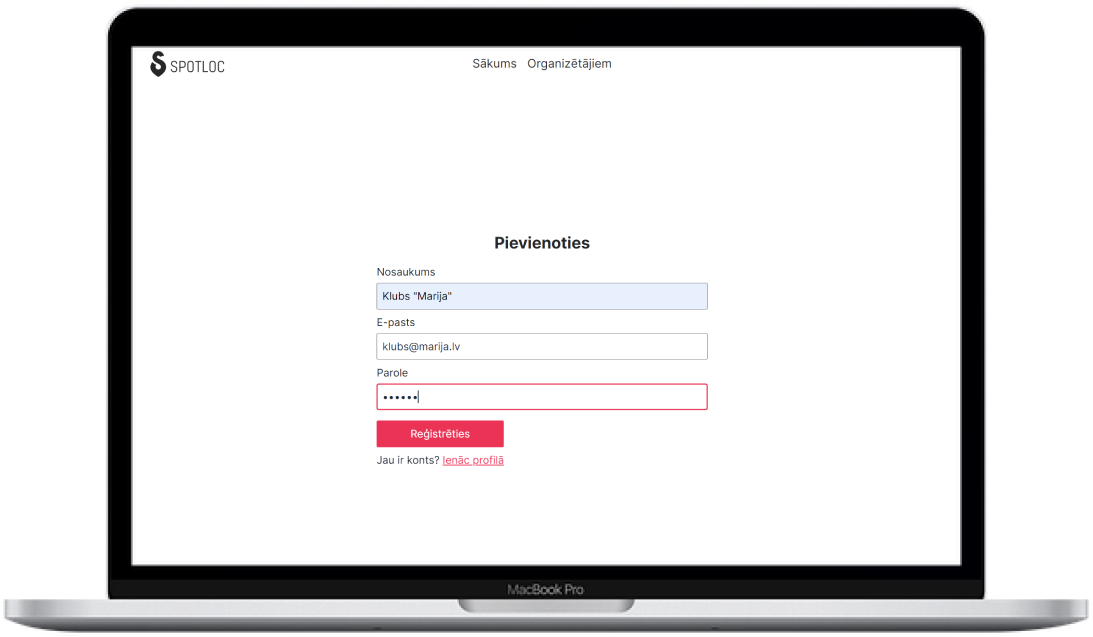 SPOTLOC
Sākums Organizētājiem
Pievienoties
Nosaukums
Klubs "Marija"
E-pasts
klubs@marija.lv
Parole
••••••
Reģistrēties
Jau ir konts? Ienāc profilā
MacBook Pro